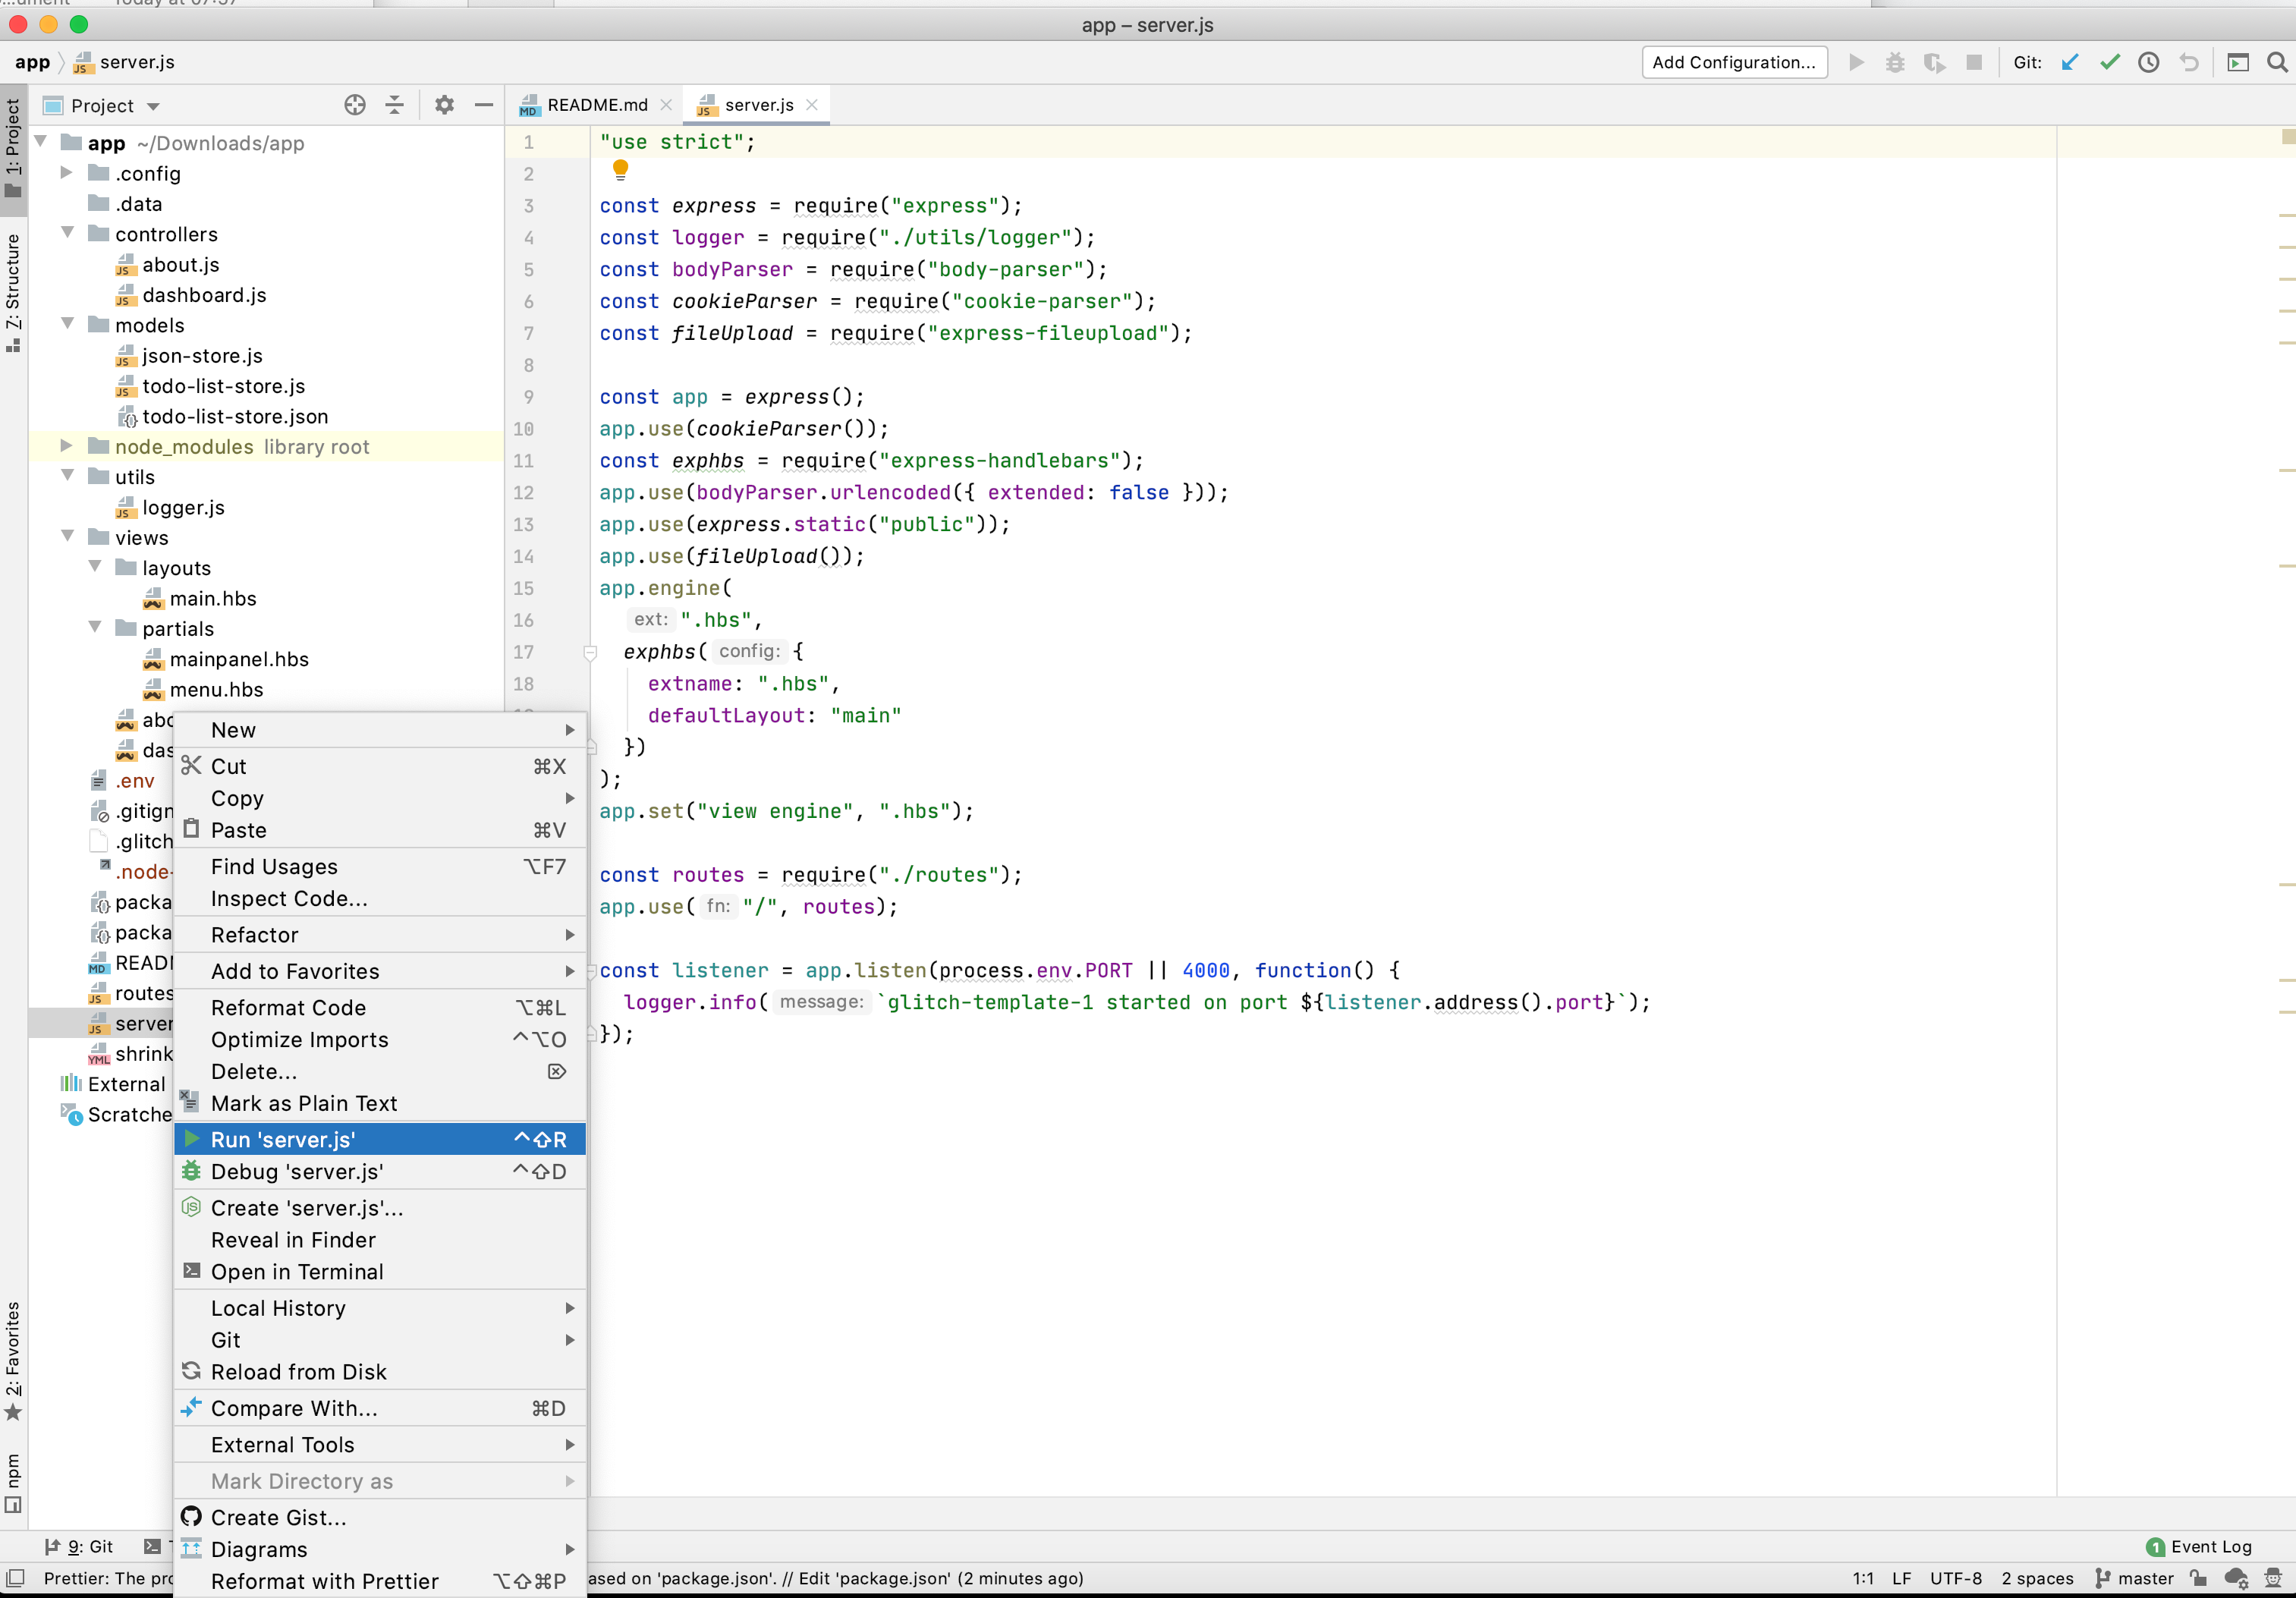 Today at 07:37
app – server.js
app
server.js
Add Configuration...
Git:
Project
README.md
server.js
1: Project
7: Structure
2: Favorites
npm
app ~/Downloads/app
.config
.data
controllers
about.js
dashboard.js
models
json-store.js
todo-list-store.js
todo-list-store.json
node_modules library root
utils
logger.js
views
layouts
main.hbs
partials
mainpanel.hbs
menu.hbs
abo
das
.env
.gitign
.glitch
.node-
packa
packa
READ
routes
server
shrink
External
Scratche
New
Cut ⌘X
Copy
Paste ⌘V
Find Usages ⌥F7
Inspect Code...
Refactor
Add to Favorites
Reformat Code ⌥⌘L
Optimize Imports ^⌥O
Delete... ⌦
Mark as Plain Text
Run 'server.js' ^⇧R
Debug 'server.js' ^⇧D
Create 'server.js'...
Reveal in Finder
Open in Terminal
Local History
Git
Reload from Disk
Compare With... ⌘D
External Tools
Mark Directory as
Create Gist...
Diagrams
Reformat with Prettier ⌥⇧⌘P
1 "use strict";
2
3 const express = require("express");
4 const logger = require("./utils/logger");
5 const bodyParser = require("body-parser");
6 const cookieParser = require("cookie-parser");
7 const fileUpload = require("express-fileupload");
8
9 const app = express();
10 app.use(cookieParser());
11 const exphbs = require("express-handlebars");
12 app.use(bodyParser.urlencoded({ extended: false }));
13 app.use(express.static("public"));
14 app.use(fileUpload());
15 app.engine(
16 ext: ".hbs",
17 exphbs( config: {
18 extname: ".hbs",
defaultLayout: "main"
})
);
app.set("view engine", ".hbs");
const routes = require("./routes");
app.use( fn: "/", routes);
const listener = app.listen(process.env.PORT || 4000, function() {
logger.info( message: `glitch-template-1 started on port ${listener.address().port}`);
});
9: Git
1 Event Log
Prettier: The pr
ased on 'package.json'. // Edit 'package.json' (2 minutes ago)
1:1 LF UTF-8 2 spaces master